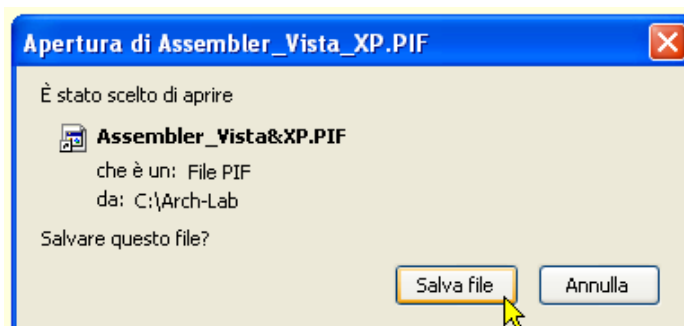 Apertura di Assembler_Vista_XP.PIF
È stato scelto di aprire
Assembler_Vista&XP.PIF
che è un: File PIF
da: C:\Arch-Lab
Salvare questo file?
Salva file Annulla